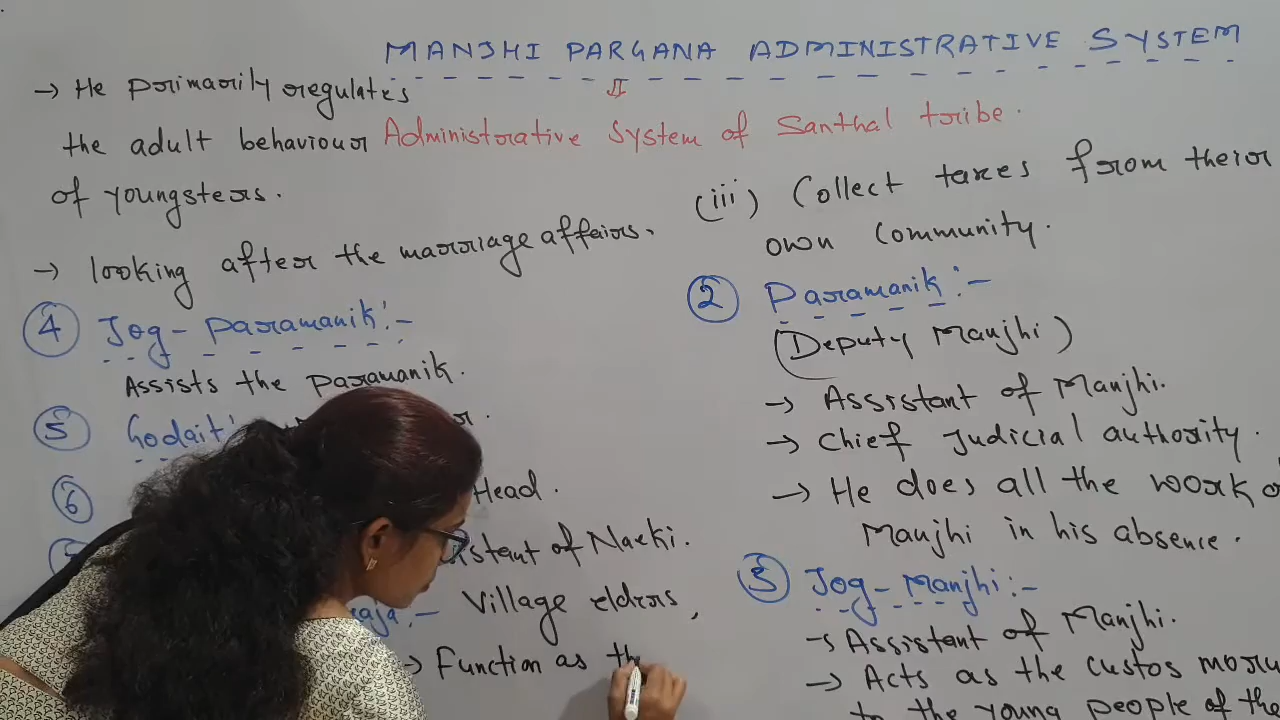 MANJHI PARGANA ADMINISTRATIVE SYSTEM
Administrative System of Santhal tribe.
→ He primarily regulates
the adult behaviour
of youngsters.
→ looking after the marriage affairs.
④ Jog-Paramanik:-
Assists the Paramanik.
⑤ Godait:
⑥ Head.
of Naeki.
Village elders,
→ Function as th
(iii) Collect taxes from their
own community.
② Paramanik:-
(Deputy Manjhi)
→ Assistant of Manjhi.
→ Chief Judicial authority.
→ He does all the work
Manjhi in his absence.
③ Jog-Manjhi:-
→ Assistant of Manjhi.
→ Acts as the custos
to the young people of the